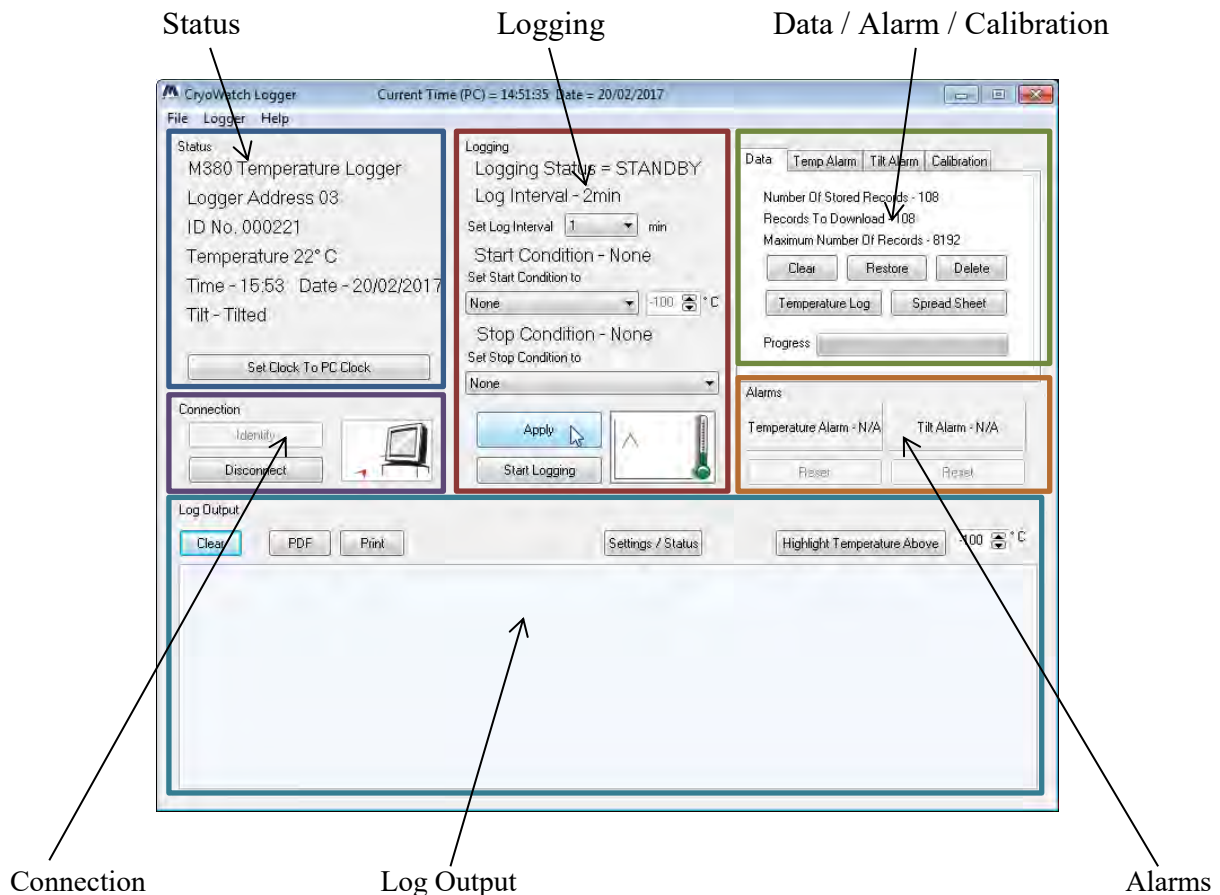 Status
Logging
Data / Alarm / Calibration
CryoWatch Logger
Current Time (PC) = 14:51:35 Date = 20/02/2017
File Logger Help
Status
M380 Temperature Logger
Logger Address 03
ID No. 000221
Temperature 22° C
Time - 15:53 Date - 20/02/2017
Tilt - Tilted
Set Clock To PC Clock
Connection
Identify
Disconnect
Logging
Logging Status = STANDBY
Log Interval - 2min
Set Log Interval 1 min
Start Condition - None
Set Start Condition to
None -100 ° C
Stop Condition - None
Set Stop Condition to
None
Apply
Start Logging
Data Temp Alarm Tilt Alarm Calibration
Number Of Stored Records - 108
Records To Download - 108
Maximum Number Of Records - 8192
Clear Restore Delete
Temperature Log Spread Sheet
Progress
Alarms
Temperature Alarm - N/A Tilt Alarm - N/A
Reset Reset
Log Output
Clear PDF Print Settings / Status Highlight Temperature Above -100 ° C
Connection
Log Output
Alarms